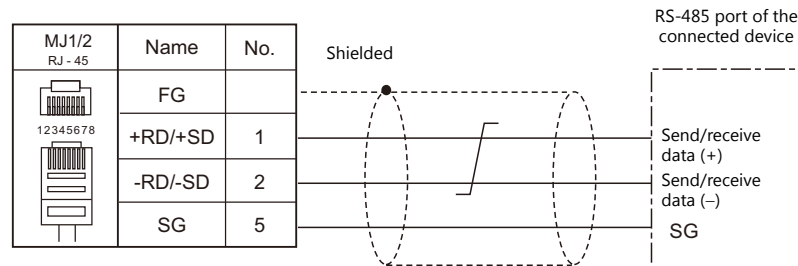 RS-485 port of the
connected device
MJ1/2
RJ - 45
Name
No.
Shielded
FG
12345678
+RD/+SD
1
Send/receive
data (+)
-RD/-SD
2
Send/receive
data (–)
SG
5
SG